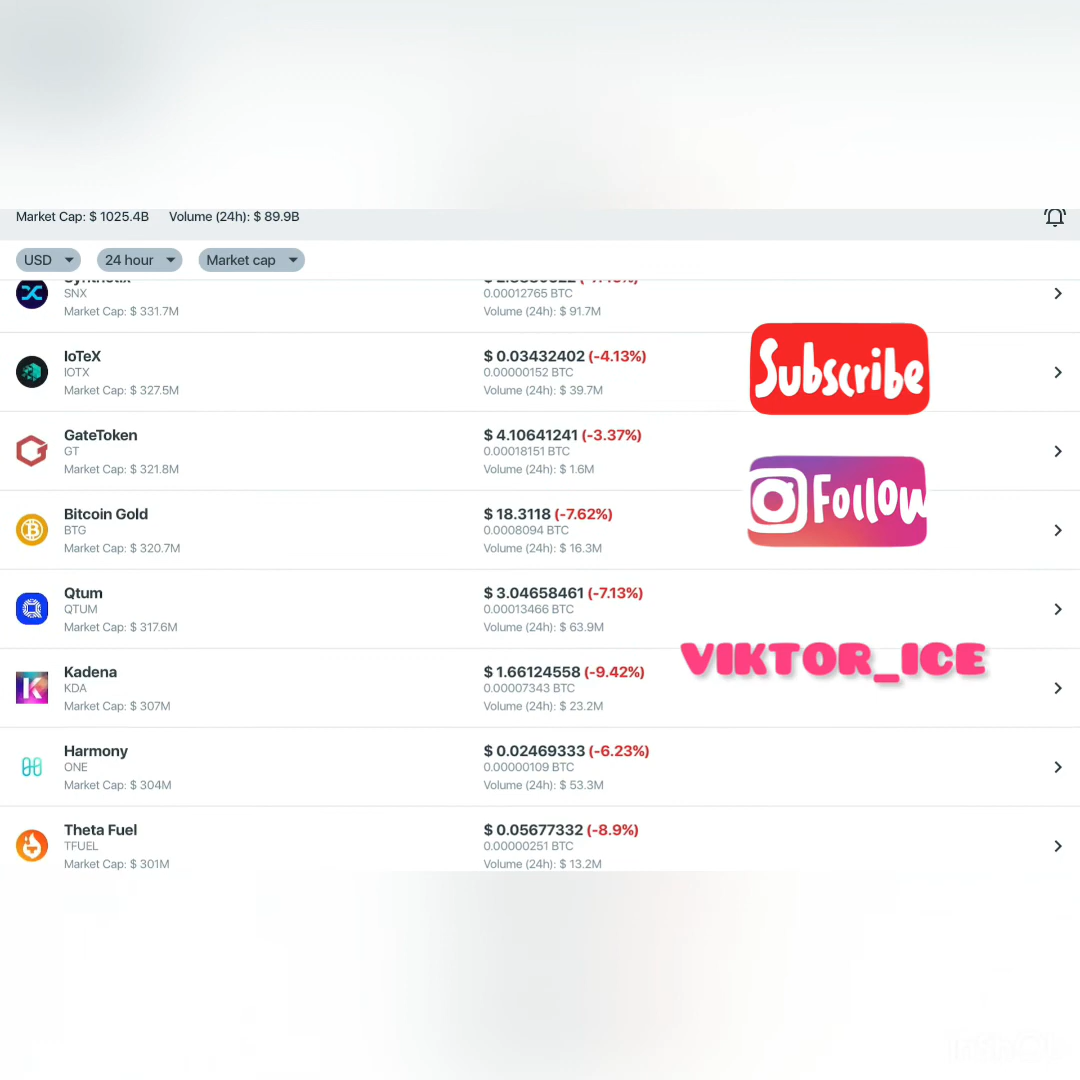 Market Cap: $ 1025.4B Volume (24h): $ 89.9B
USD 24 hour Market cap
SNX
0.00012765 BTC
Market Cap: $ 331.7M
Volume (24h): $ 91.7M
IoTeX
$ 0.03432402 (-4.13%)
IOTX
0.00000152 BTC
Market Cap: $ 327.5M
Volume (24h): $ 39.7M
Subscribe
GateToken
$ 4.10641241 (-3.37%)
GT
0.00018151 BTC
Market Cap: $ 321.8M
Volume (24h): $ 1.6M
Follow
Bitcoin Gold
$ 18.3118 (-7.62%)
BTG
0.0008094 BTC
Market Cap: $ 320.7M
Volume (24h): $ 16.3M
Qtum
$ 3.04658461 (-7.13%)
QTUM
0.00013466 BTC
Market Cap: $ 317.6M
Volume (24h): $ 63.9M
VIKTOR_ICE
Kadena
$ 1.66124558 (-9.42%)
KDA
0.00007343 BTC
Market Cap: $ 307M
Volume (24h): $ 23.2M
Harmony
$ 0.02469333 (-6.23%)
ONE
0.00000109 BTC
Market Cap: $ 304M
Volume (24h): $ 53.3M
Theta Fuel
$ 0.05677332 (-8.9%)
TFUEL
0.00000251 BTC
Market Cap: $ 301M
Volume (24h): $ 13.2M